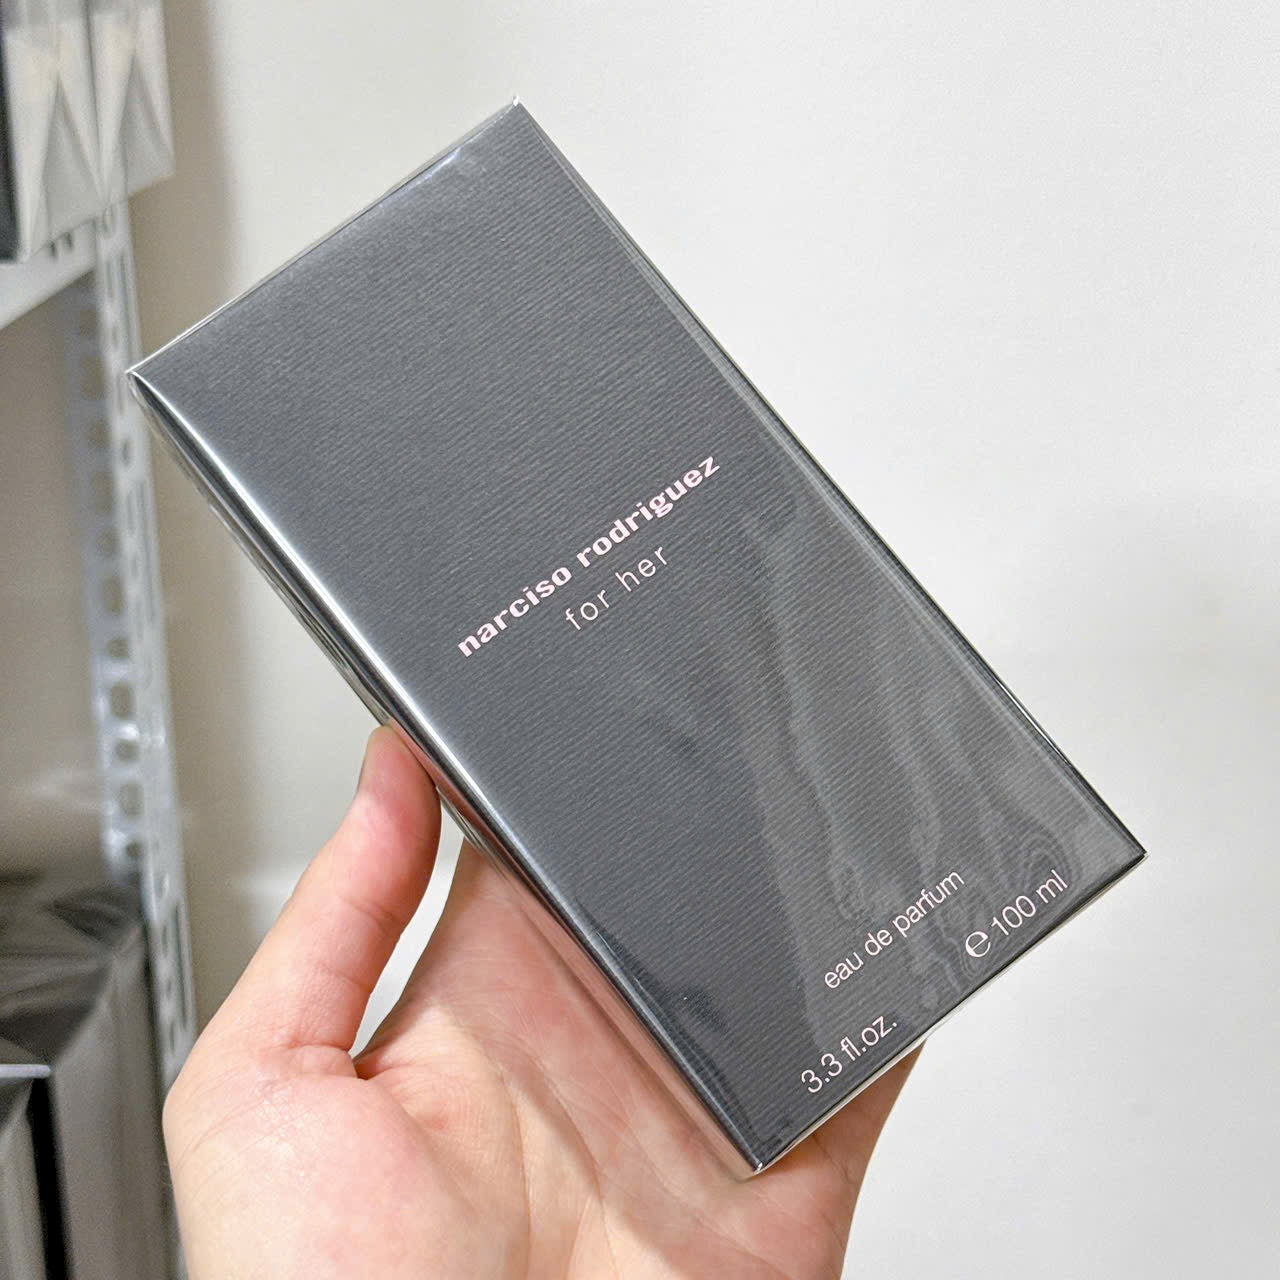 narciso rodriguez
for her
eau de parfum
3.3 fl.oz. ℮ 100 ml